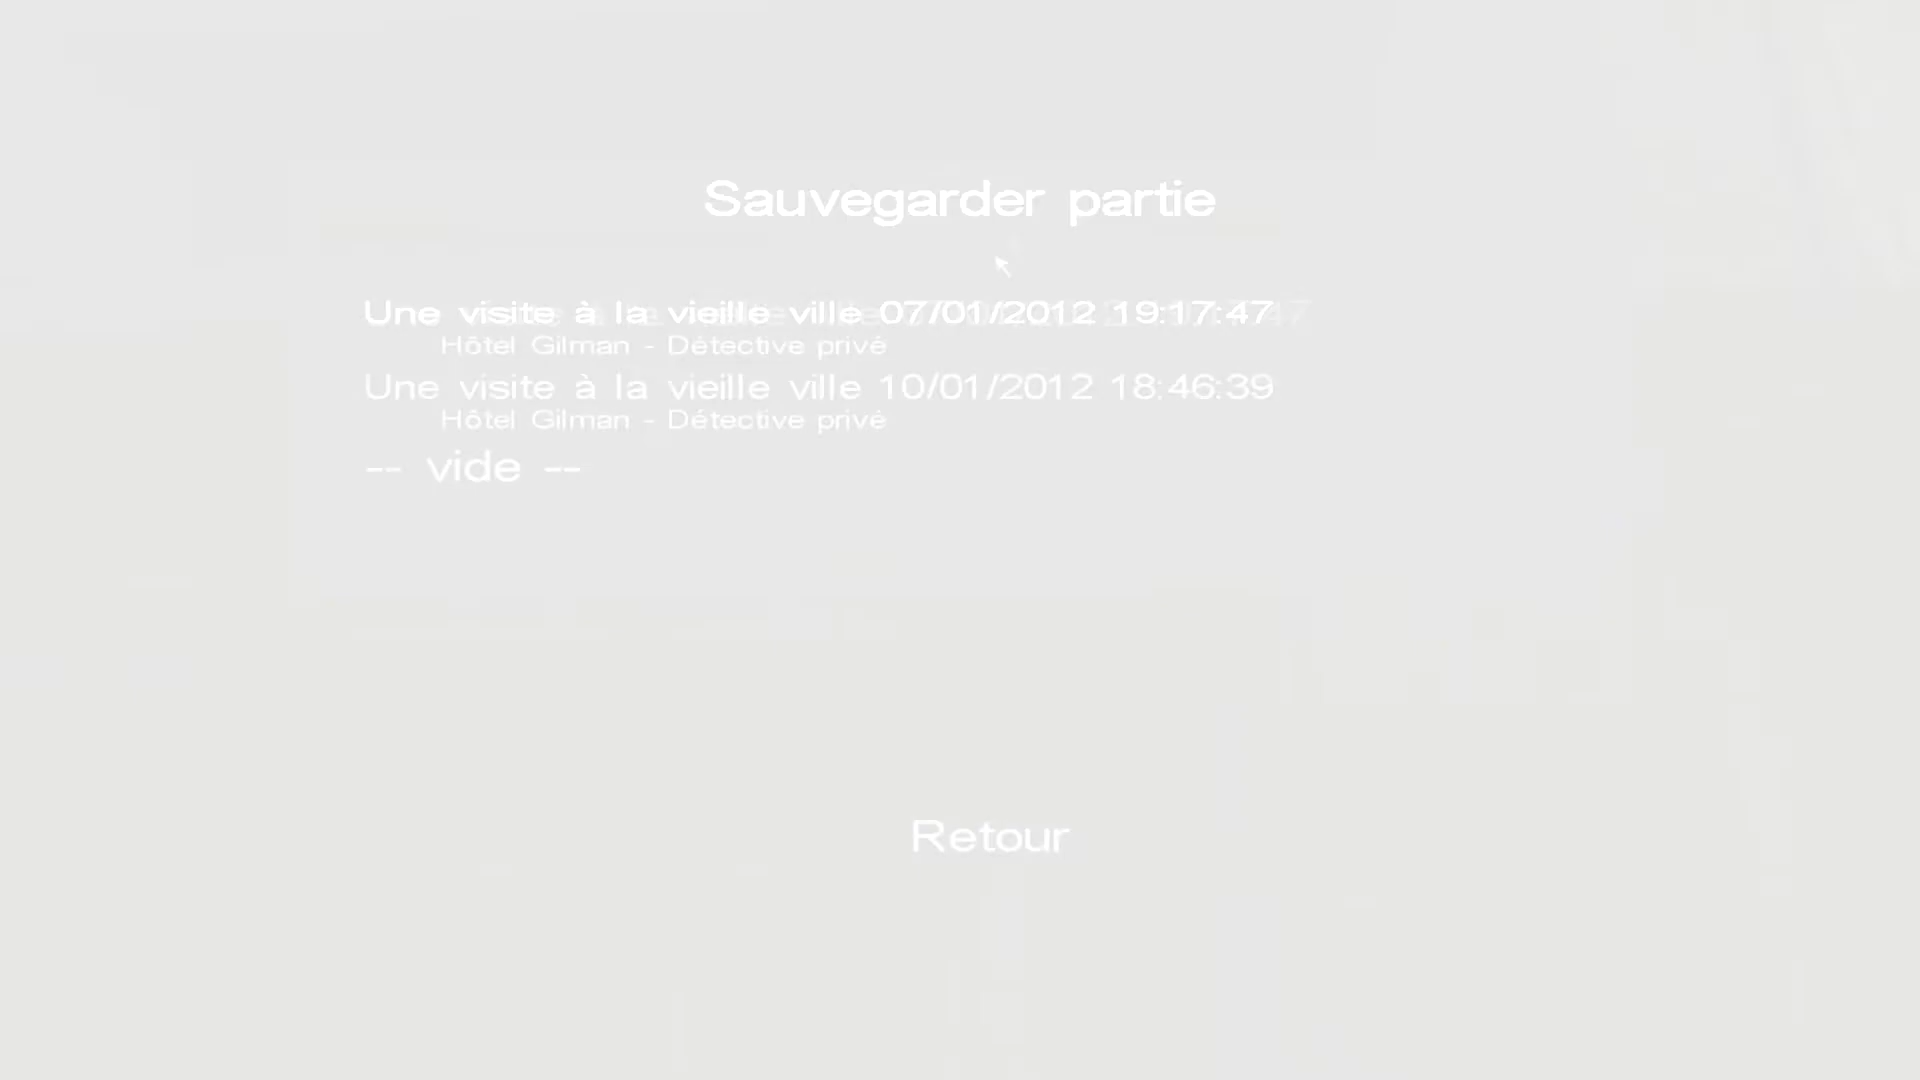 Sauvegarder partie
Une visite à la vieille ville 07/01/2012 19:17:47
Hôtel Gilman - Détective privé
Une visite à la vieille ville 10/01/2012 18:46:39
Hôtel Gilman - Détective privé
-- vide --
Retour